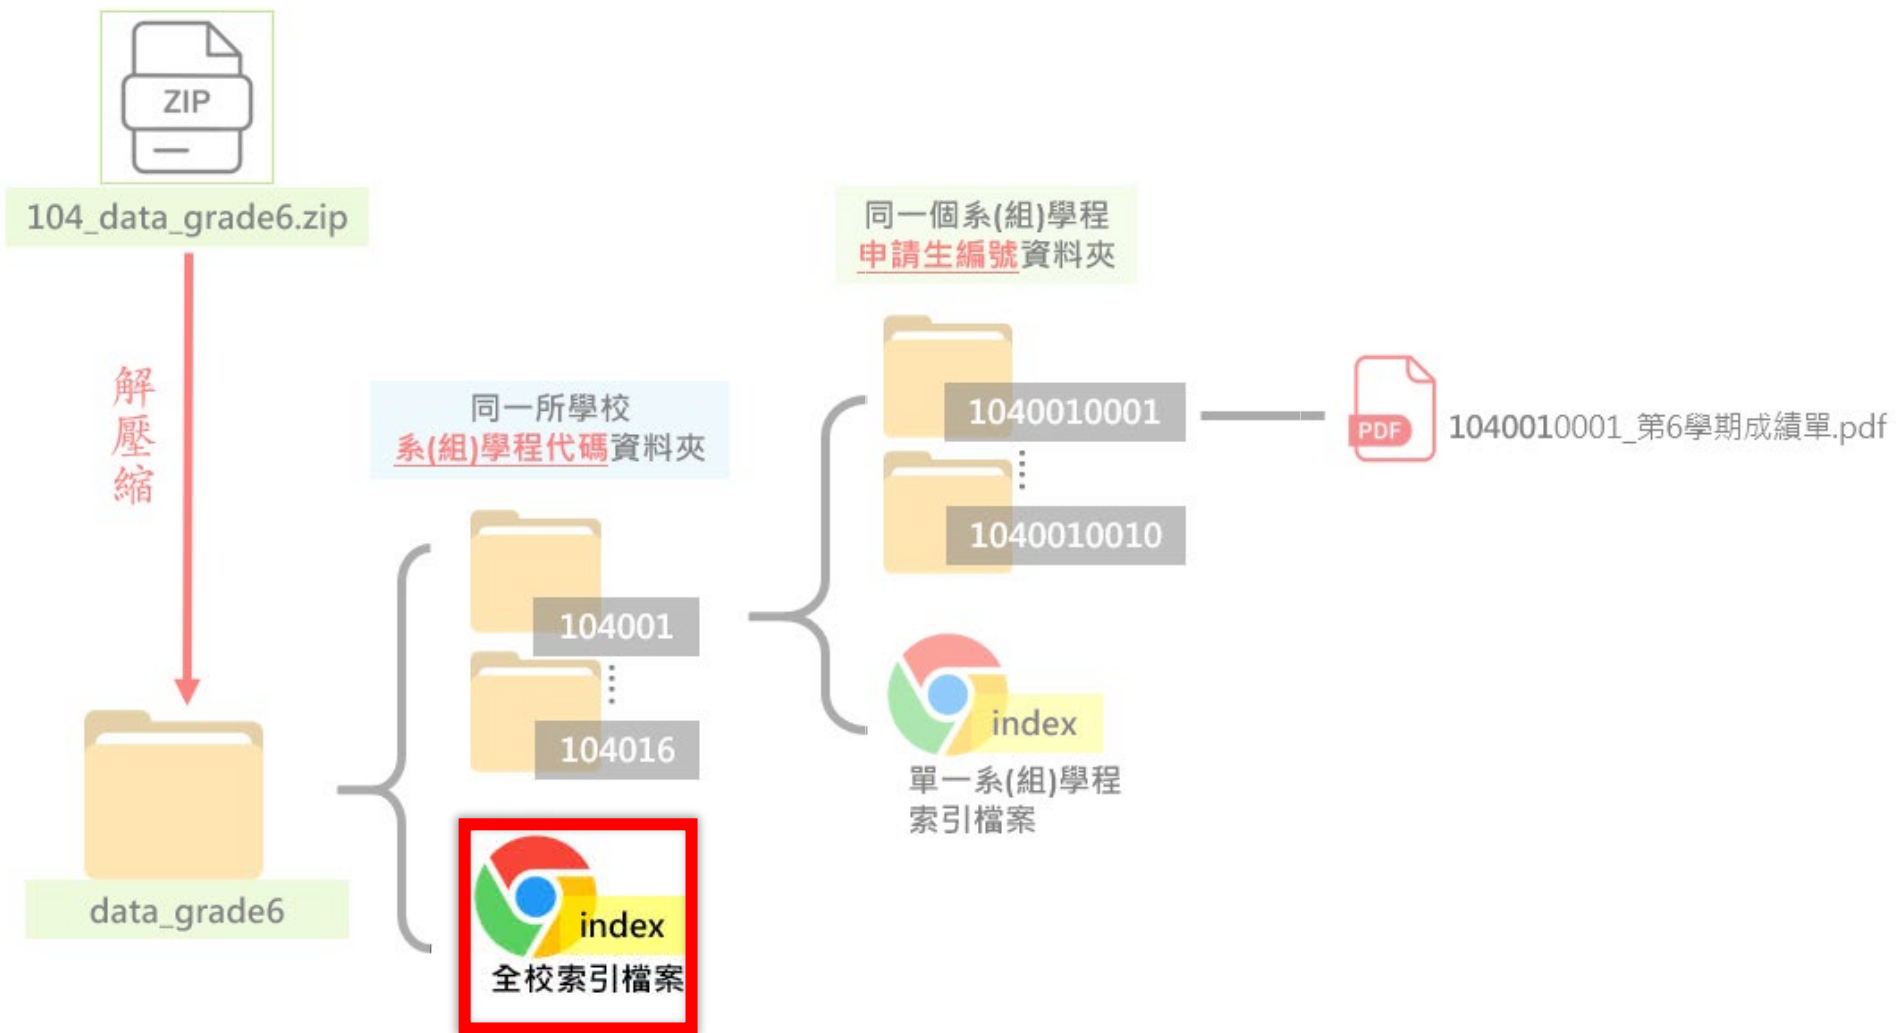 ZIP
104_data_grade6.zip
解壓縮
data_grade6
同一所學校
系(組)學程代碼資料夾
104001
104016
index
全校索引檔案
同一個系(組)學程
申請生編號資料夾
1040010001
1040010010
index
單一系(組)學程
索引檔案
PDF
1040010001_第6學期成績單.pdf